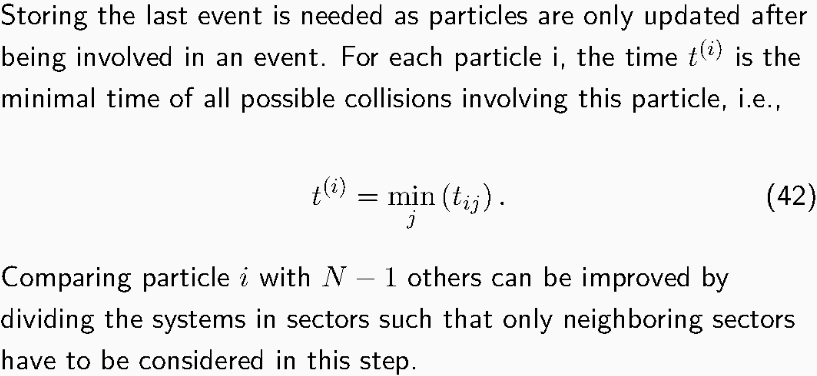 Storing the last event is needed as particles are only updated after
being involved in an event. For each particle i, the time $t^{(i)}$ is the
minimal time of all possible collisions involving this particle, i.e.,
$t^{(i)} = \min_{j} (t_{ij}) .$ (42)
Comparing particle $i$ with $N - 1$ others can be improved by
dividing the systems in sectors such that only neighboring sectors
have to be considered in this step.